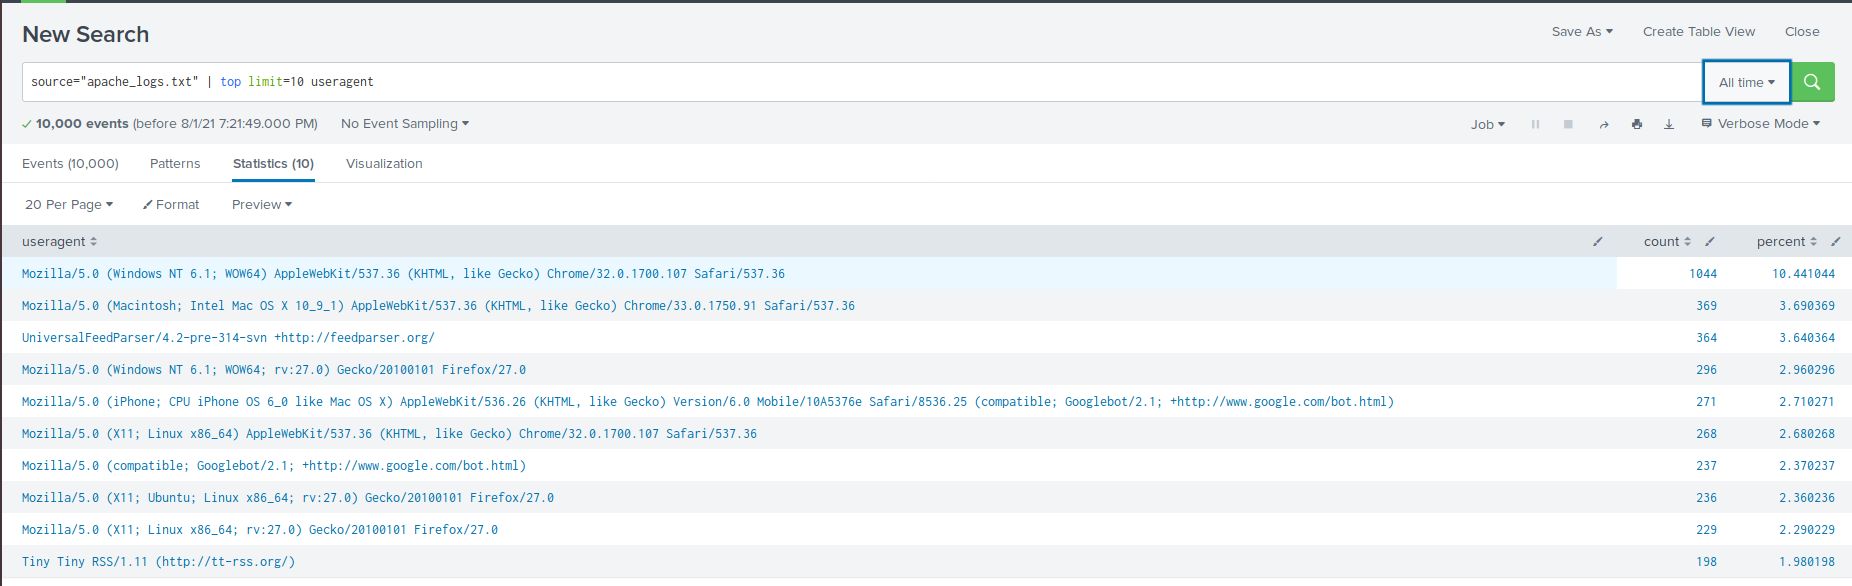 New Search
Save As Create Table View Close
source="apache_logs.txt" | top limit=10 useragent
All time
10,000 events (before 8/1/21 7:21:49.000 PM) No Event Sampling
Job Verbose Mode
Events (10,000) Patterns Statistics (10) Visualization
20 Per Page Format Preview
useragent count percent
Mozilla/5.0 (Windows NT 6.1; WOW64) AppleWebKit/537.36 (KHTML, like Gecko) Chrome/32.0.1700.107 Safari/537.36 1044 10.441044
Mozilla/5.0 (Macintosh; Intel Mac OS X 10_9_1) AppleWebKit/537.36 (KHTML, like Gecko) Chrome/33.0.1750.91 Safari/537.36 369 3.690369
UniversalFeedParser/4.2-pre-314-svn +http://feedparser.org/ 364 3.640364
Mozilla/5.0 (Windows NT 6.1; WOW64; rv:27.0) Gecko/20100101 Firefox/27.0 296 2.960296
Mozilla/5.0 (iPhone; CPU iPhone OS 6_0 like Mac OS X) AppleWebKit/536.26 (KHTML, like Gecko) Version/6.0 Mobile/10A5376e Safari/8536.25 (compatible; Googlebot/2.1; +http://www.google.com/bot.html) 271 2.710271
Mozilla/5.0 (X11; Linux x86_64) AppleWebKit/537.36 (KHTML, like Gecko) Chrome/32.0.1700.107 Safari/537.36 268 2.680268
Mozilla/5.0 (compatible; Googlebot/2.1; +http://www.google.com/bot.html) 237 2.370237
Mozilla/5.0 (X11; Ubuntu; Linux x86_64; rv:27.0) Gecko/20100101 Firefox/27.0 236 2.360236
Mozilla/5.0 (X11; Linux x86_64; rv:27.0) Gecko/20100101 Firefox/27.0 229 2.290229
Tiny Tiny RSS/1.11 (http://tt-rss.org/) 198 1.980198